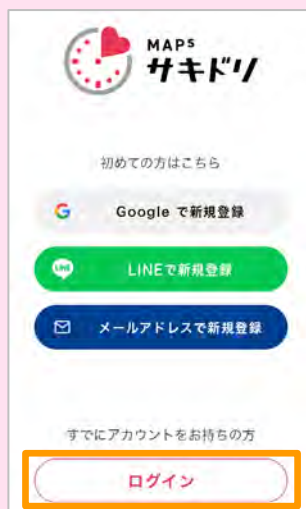 MAPS
サキドリ
初めての方はこちら
G Google で新規登録
LINE LINEで新規登録
メールアドレスで新規登録
すでにアカウントをお持ちの方
ログイン